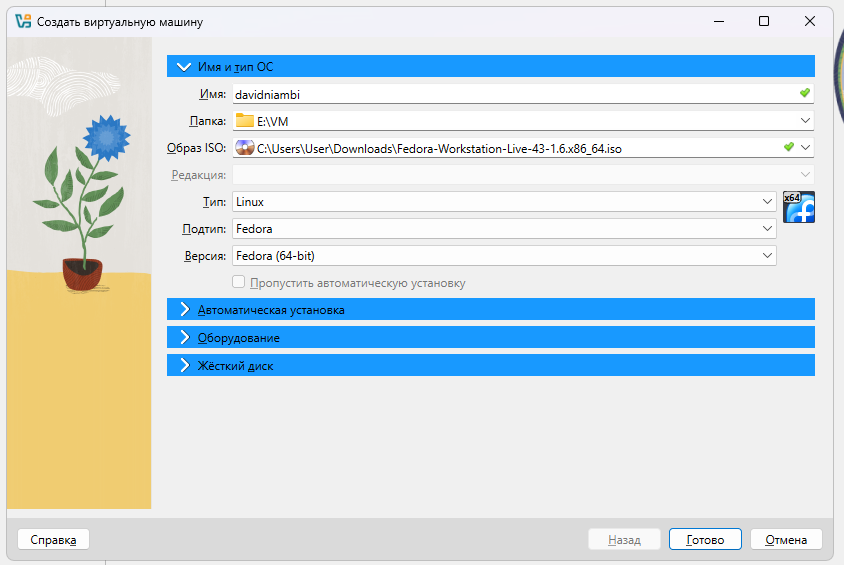 Создать виртуальную машину
Имя и тип ОС
Имя: davidniambi
Папка: E:\VM
Образ ISO: C:\Users\User\Downloads\Fedora-Workstation-Live-43-1.6.x86_64.iso
Редакция:
Тип: Linux
x64
Подтип: Fedora
Версия: Fedora (64-bit)
Пропустить автоматическую установку
Автоматическая установка
Оборудование
Жёсткий диск
Справка Назад Готово Отмена